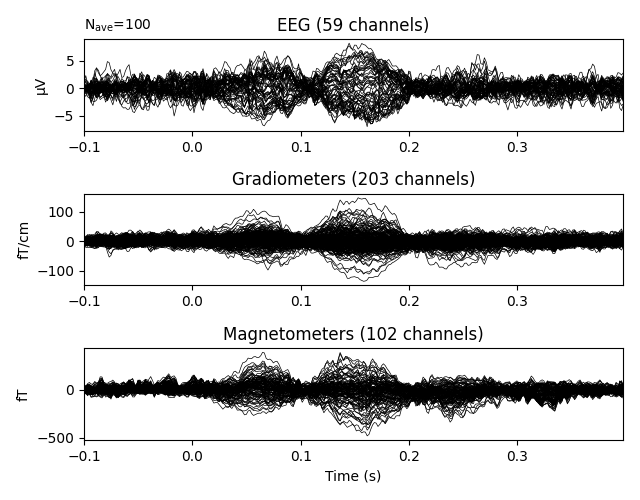 Nave=100
EEG (59 channels)
µV
5
0
−5
−0.1 0.0 0.1 0.2 0.3
Gradiometers (203 channels)
fT/cm
100
0
−100
−0.1 0.0 0.1 0.2 0.3
Magnetometers (102 channels)
fT
0
−500
−0.1 0.0 0.1 0.2 0.3
Time (s)